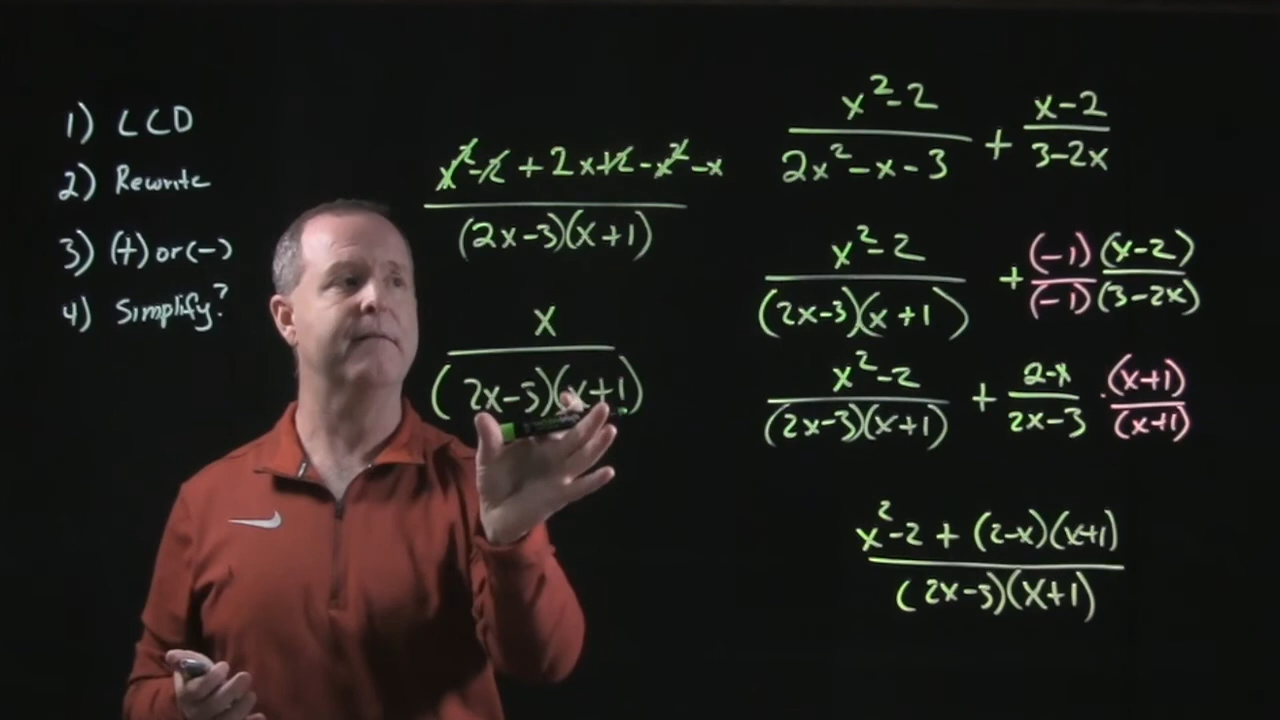 1) LCD
2) Rewrite
3) (+) or (-)
4) Simplify?
x²-2 + 2x+2-x²-x
(2x-3)(x+1)
x
(2x-3)(x+1)
x²-2 / 2x²-x-3 + x-2 / 3-2x
x²-2 / (2x-3)(x+1) + (-1)(x-2) / (-1)(3-2x)
x²-2 / (2x-3)(x+1) + 2-x / 2x-3 · (x+1) / (x+1)
x²-2 + (2-x)(x+1)
(2x-3)(x+1)